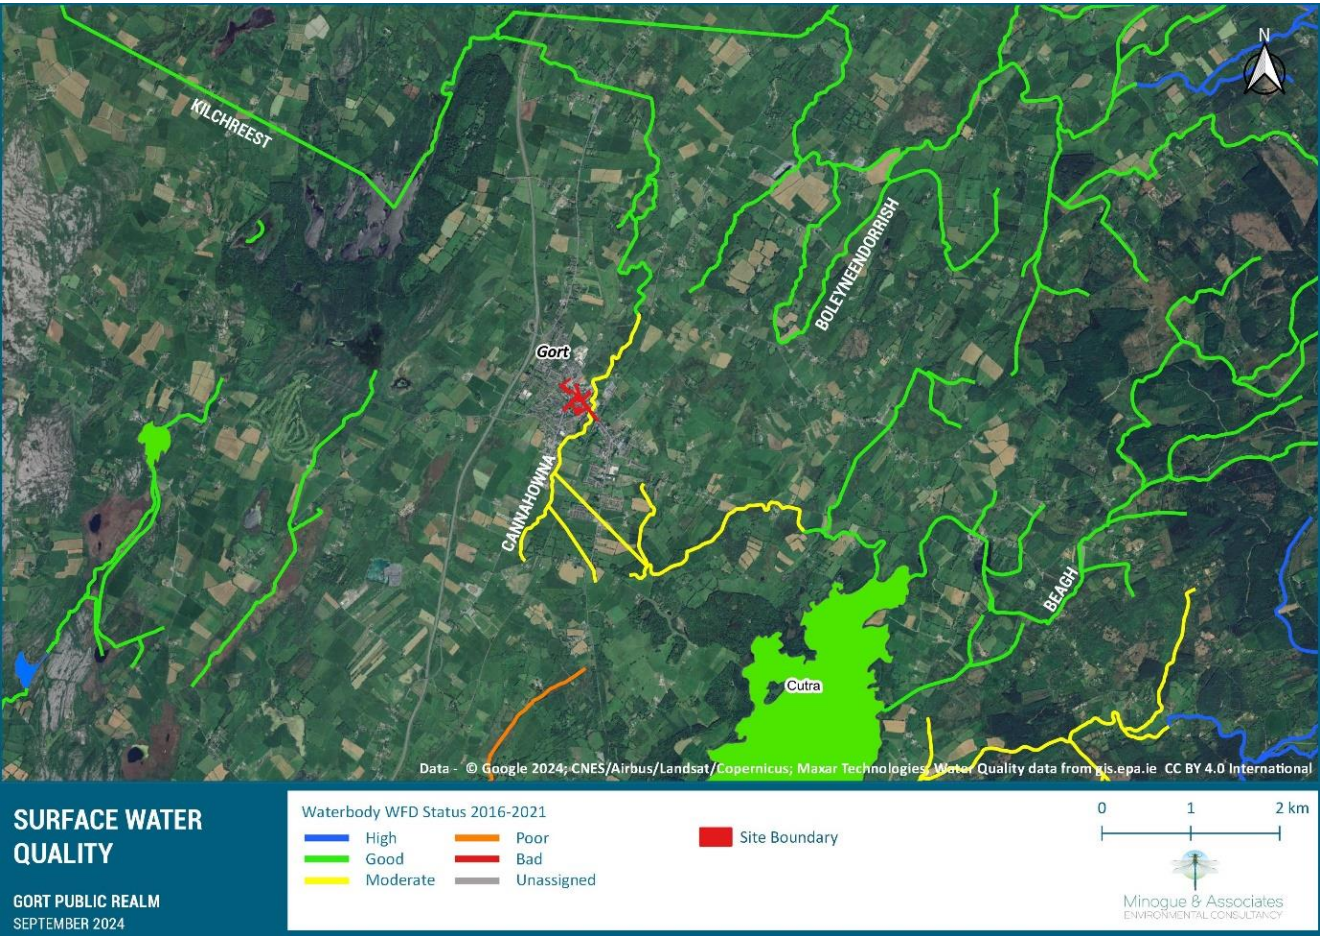 N
KILCHREEST
BOLEYNEENDORRISH
Gort
CANNAHOWNA
BEAGH
Cutra
Data - © Google 2024; CNES/Airbus/Landsat/Copernicus; Maxar Technologies; Water Quality data from gis.epa.ie CC BY 4.0 International
SURFACE WATER
QUALITY
GORT PUBLIC REALM
SEPTEMBER 2024
Waterbody WFD Status 2016-2021
High
Good
Moderate
Poor
Bad
Unassigned
Site Boundary
0 1 2 km
Minogue & Associates
ENVIRONMENTAL CONSULTANCY